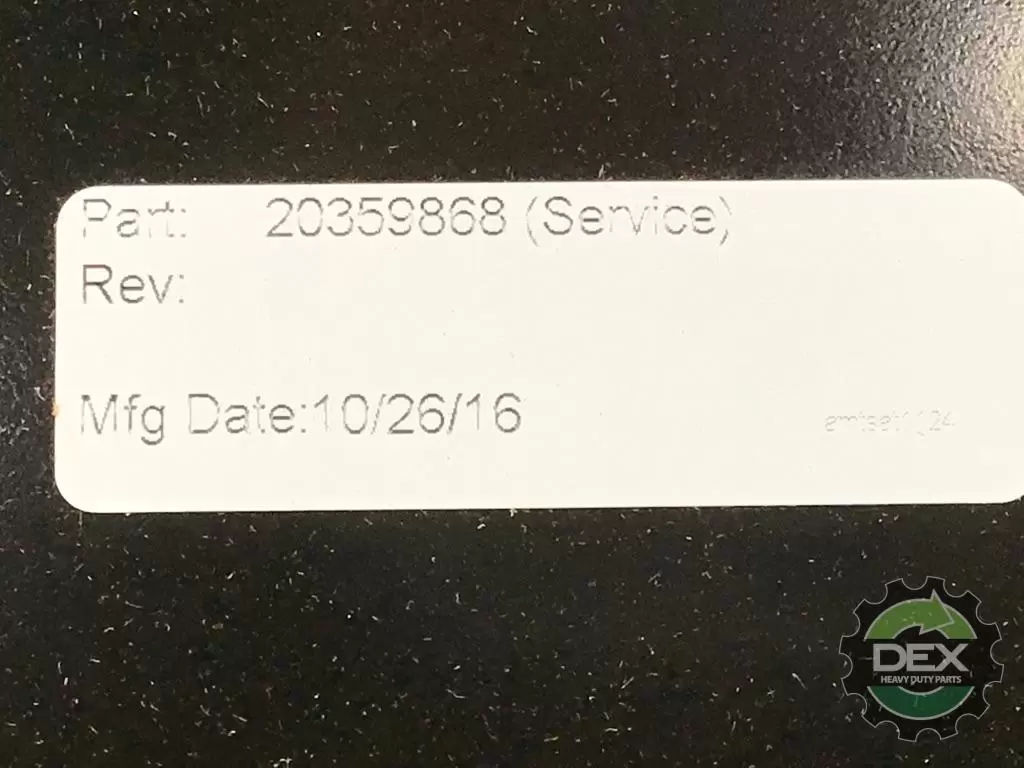 Part: 20359868 (Service)
Rev:
Mfg Date:10/26/16
DEX
HEAVY DUTY PARTS